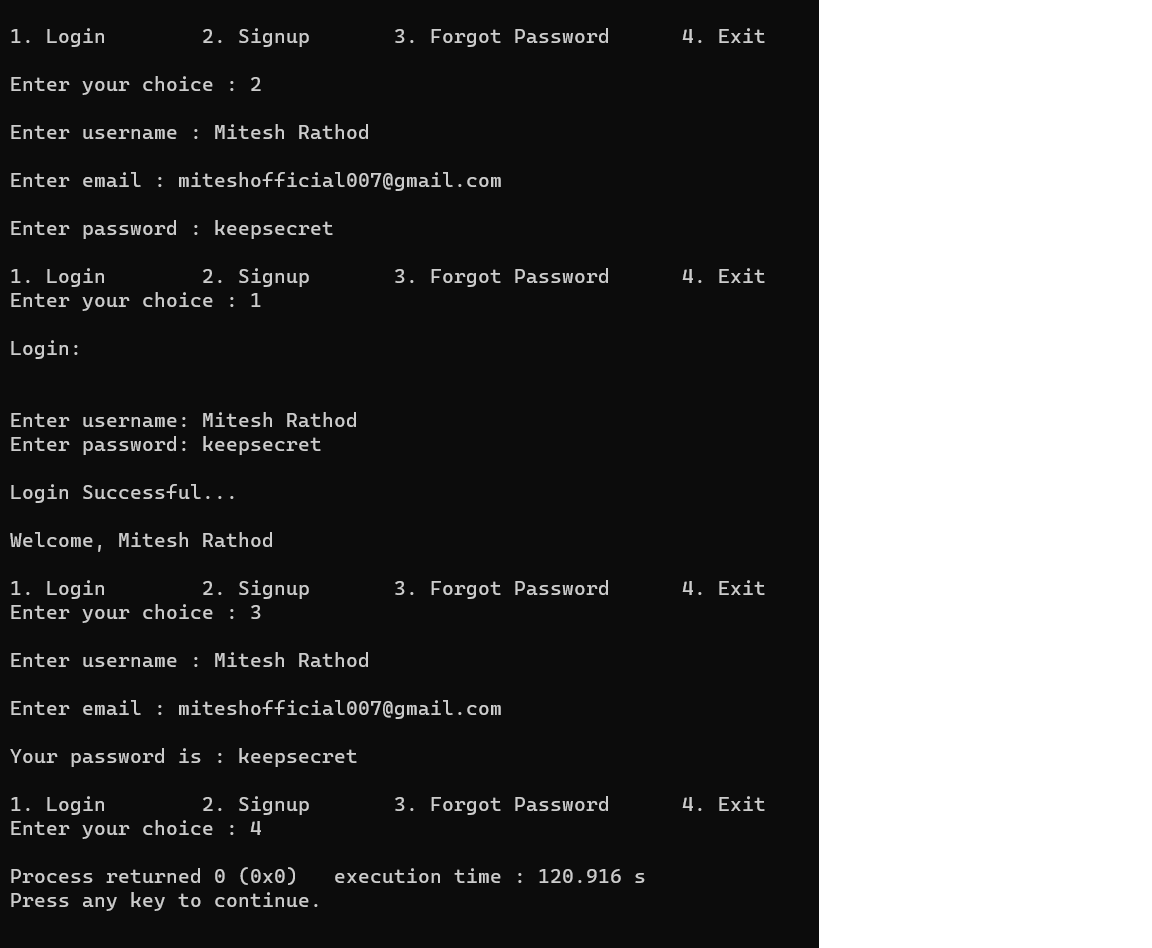 1. Login        2. Signup       3. Forgot Password      4. Exit
Enter your choice : 2
Enter username : Mitesh Rathod
Enter email : miteshofficial007@gmail.com
Enter password : keepsecret
1. Login        2. Signup       3. Forgot Password      4. Exit
Enter your choice : 1
Login:
Enter username: Mitesh Rathod
Enter password: keepsecret
Login Successful...
Welcome, Mitesh Rathod
1. Login        2. Signup       3. Forgot Password      4. Exit
Enter your choice : 3
Enter username : Mitesh Rathod
Enter email : miteshofficial007@gmail.com
Your password is : keepsecret
1. Login        2. Signup       3. Forgot Password      4. Exit
Enter your choice : 4
Process returned 0 (0x0)   execution time : 120.916 s
Press any key to continue.